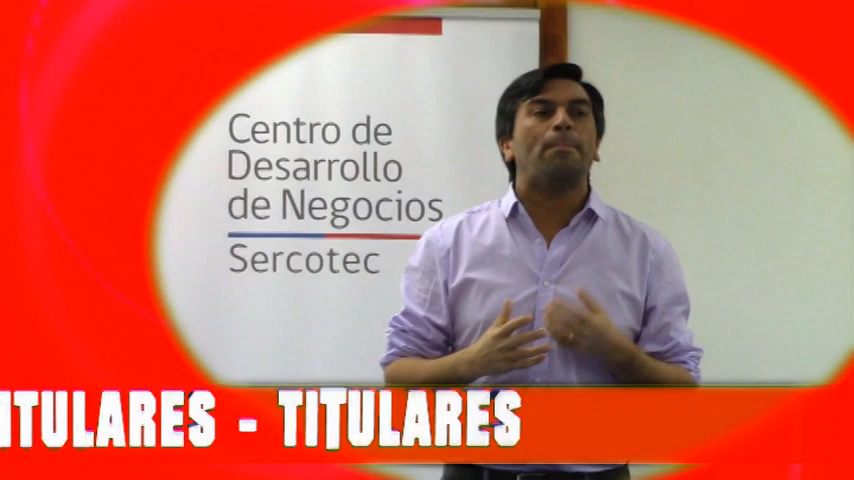 Centro de
Desarrollo
de Negocios
Sercotec
ITULARES - TITULARES